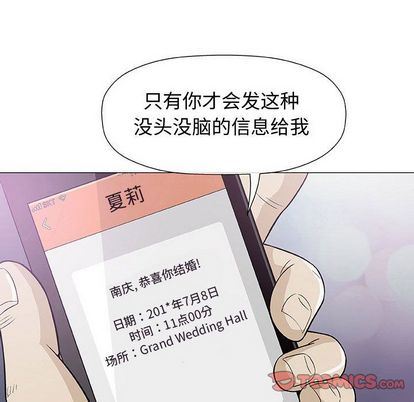 只有你才会发这种
没头没脑的信息给我
夏莉
南庆, 恭喜你结婚!
日期：201*年7月8日
时间：11点00分
场所：Grand Wedding Hall
TOOMICS.COM